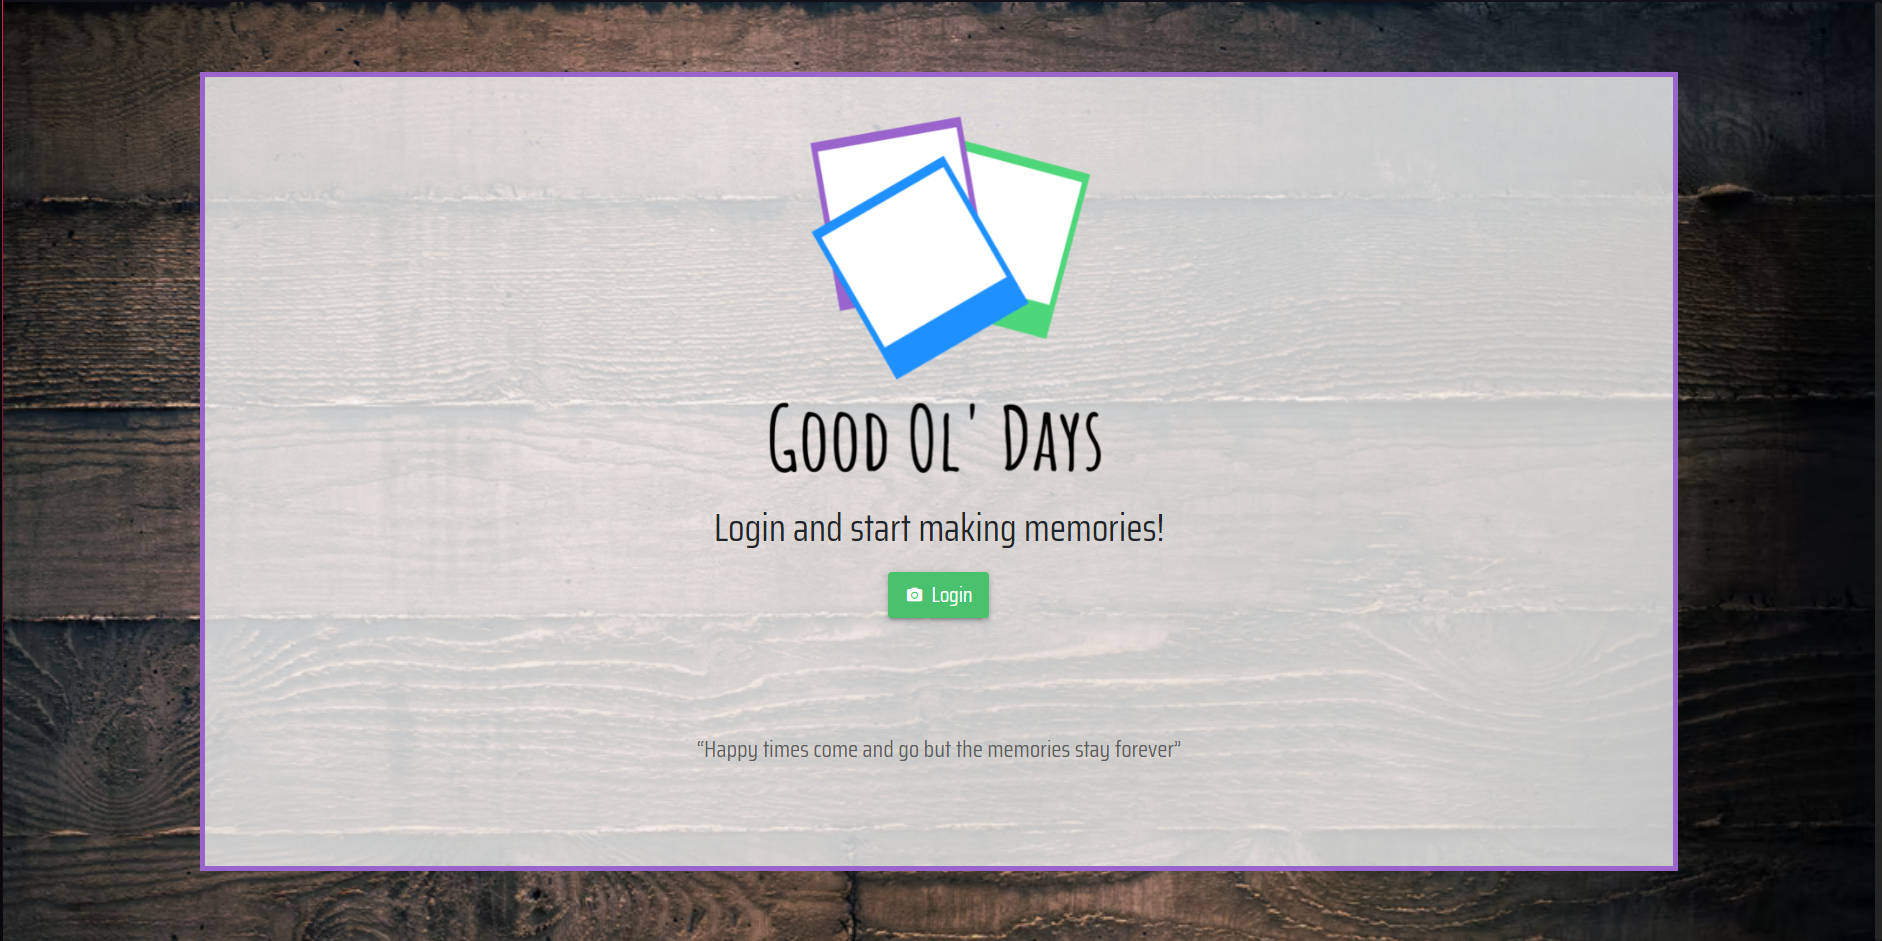 Good Ol' Days
Login and start making memories!
Login
“Happy times come and go but the memories stay forever”